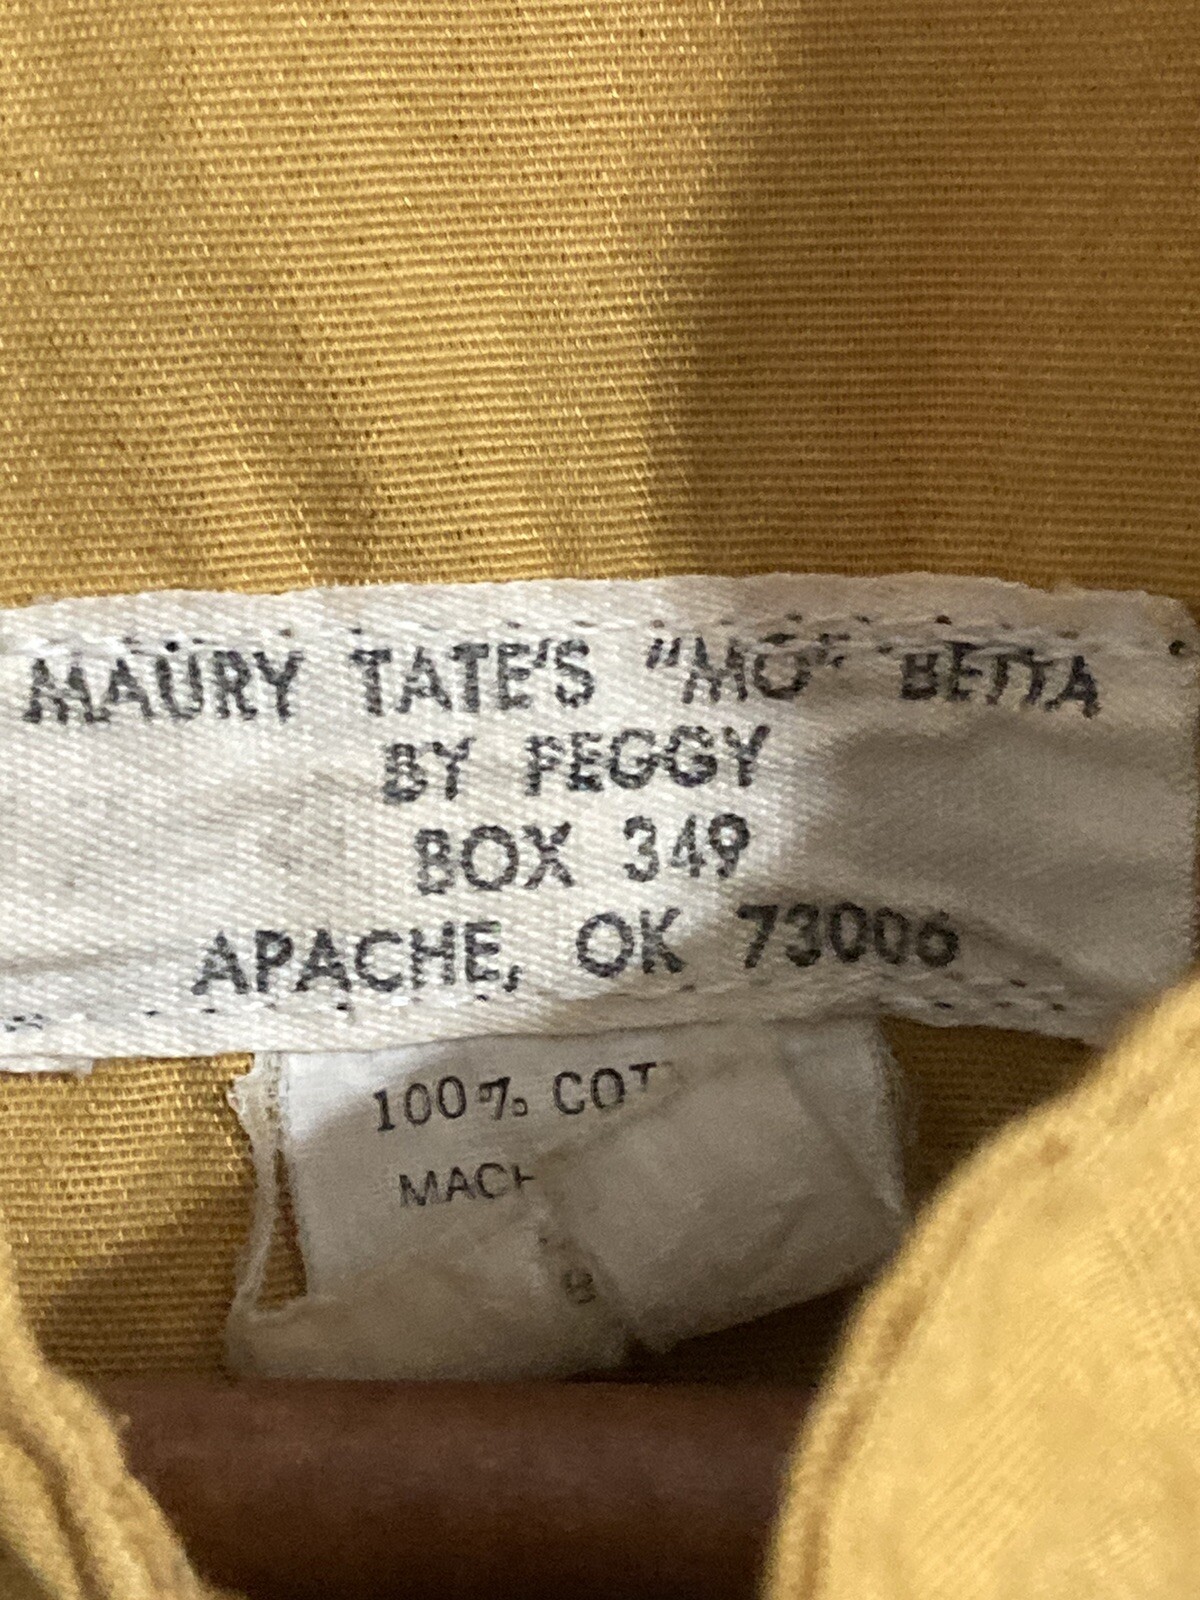 MAURY TATE'S "MO" BETTA
BY PEGGY
BOX 349
APACHE, OK 73006
100% COT
MACH
B